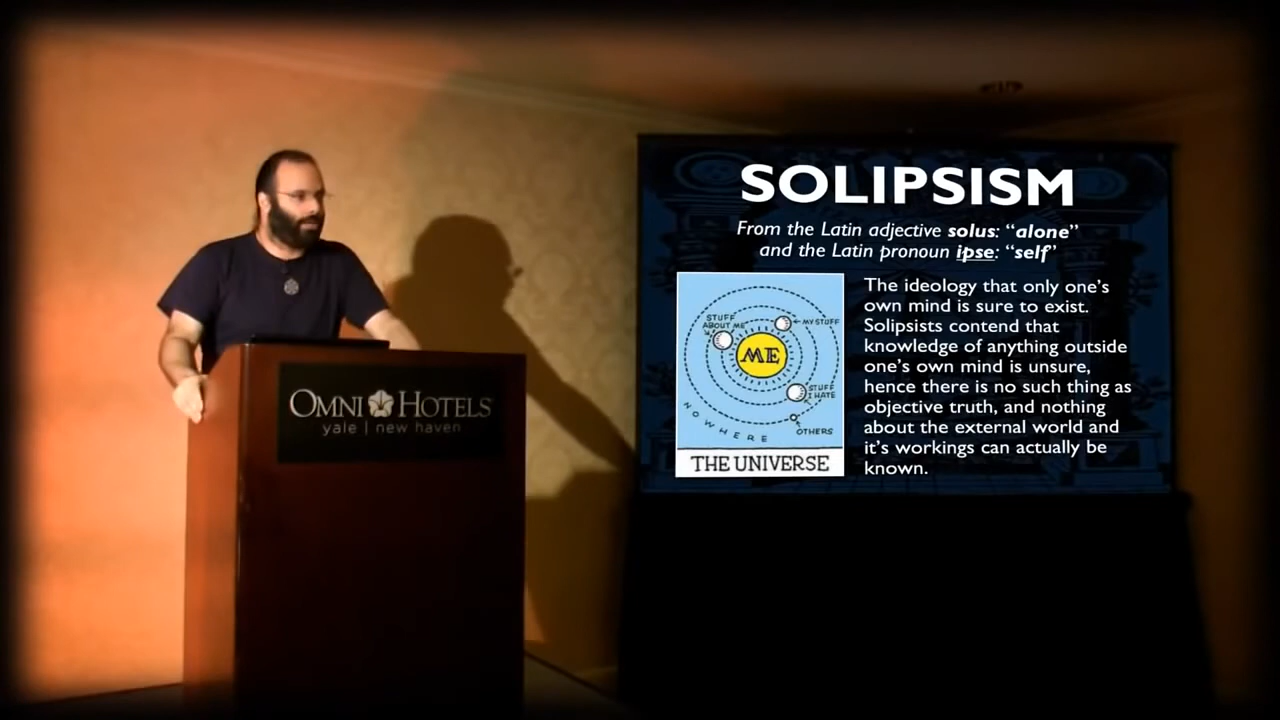 OMNI HOTELS
yale | new haven
SOLIPSISM
From the Latin adjective solus: “alone”
and the Latin pronoun ipse: “self’
STUFF
ABOUT ME
MY STUFF
ME
STUFF
I HATE
OTHERS
NOWHERE
THE UNIVERSE
The ideology that only one’s
own mind is sure to exist.
Solipsists contend that
knowledge of anything outside
one’s own mind is unsure,
hence there is no such thing as
objective truth, and nothing
about the external world and
it’s workings can actually be
known.